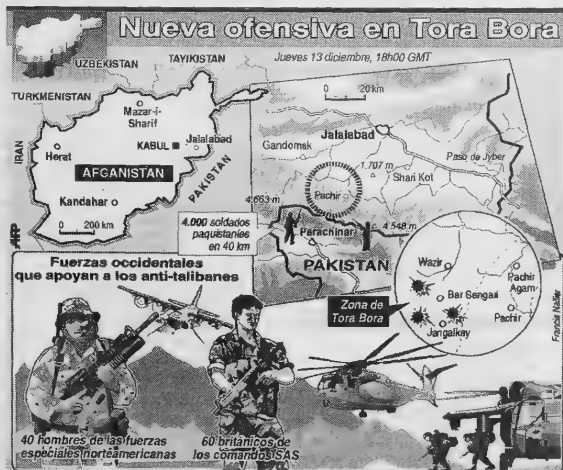 Nueva ofensiva en Tora Bora
Jueves 13 diciembre, 18h00 GMT
UZBEKISTAN
TAYIKISTAN
TURKMENISTAN
Mazar-i-
Sharif
IRAN
Herat
KABUL
Jalalabad
AFGANISTAN
PAKISTAN
Kandahar
0 200 km
AFP
0 20 km
Jalalabad
Gandomak
Paso de Jyber
1.707 m
Shari Kot
Pachir
4.663 m
4.548 m
4.000 soldados
paquistaníes
en 40 km
Parachinar
PAKISTAN
Wazir
Pachir
Agam
Bar Sengail
Pachir
Jangalkay
Zona de
Tora Bora
Fuerzas occidentales
que apoyan a los anti-talibanes
40 hombres de las fuerzas
especiales norteamericanas
60 británicos de
los comandos SAS
Francis Nallier